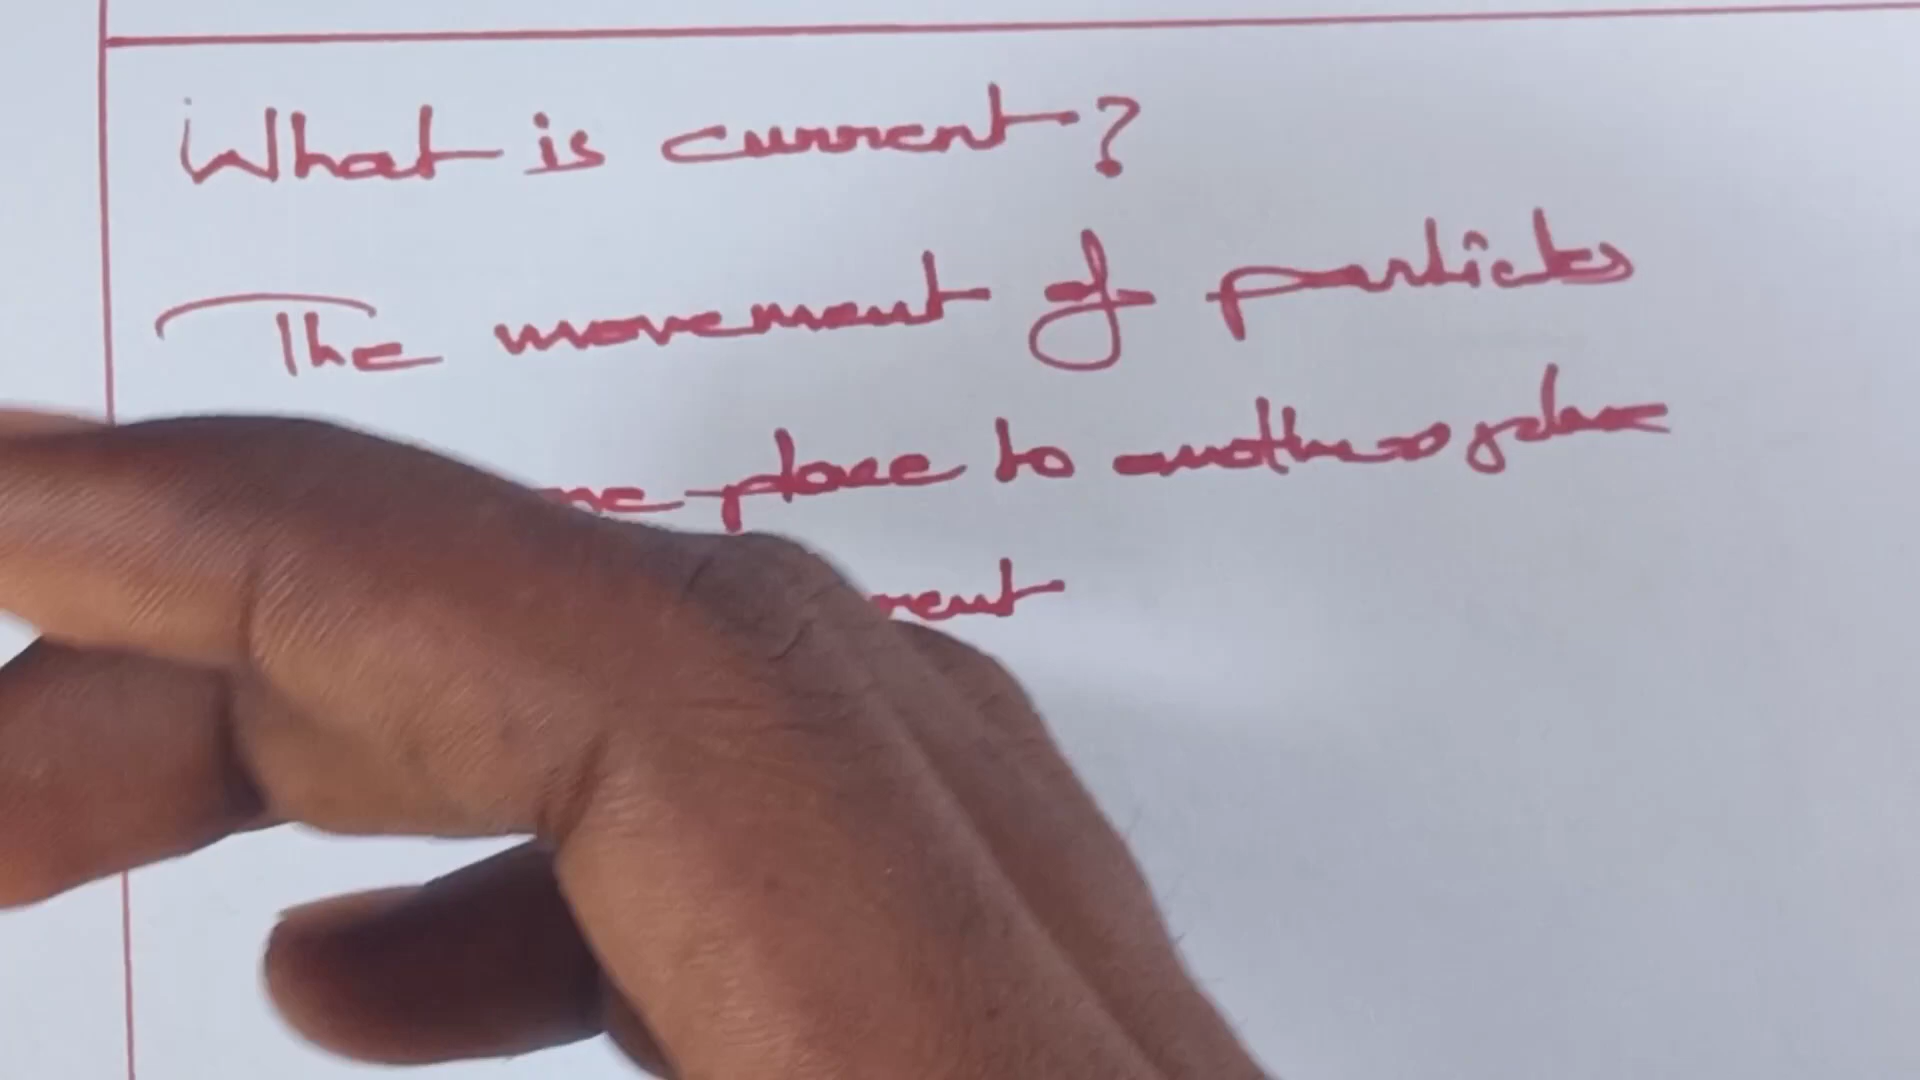 What is current?
The movement of particles
place to another place